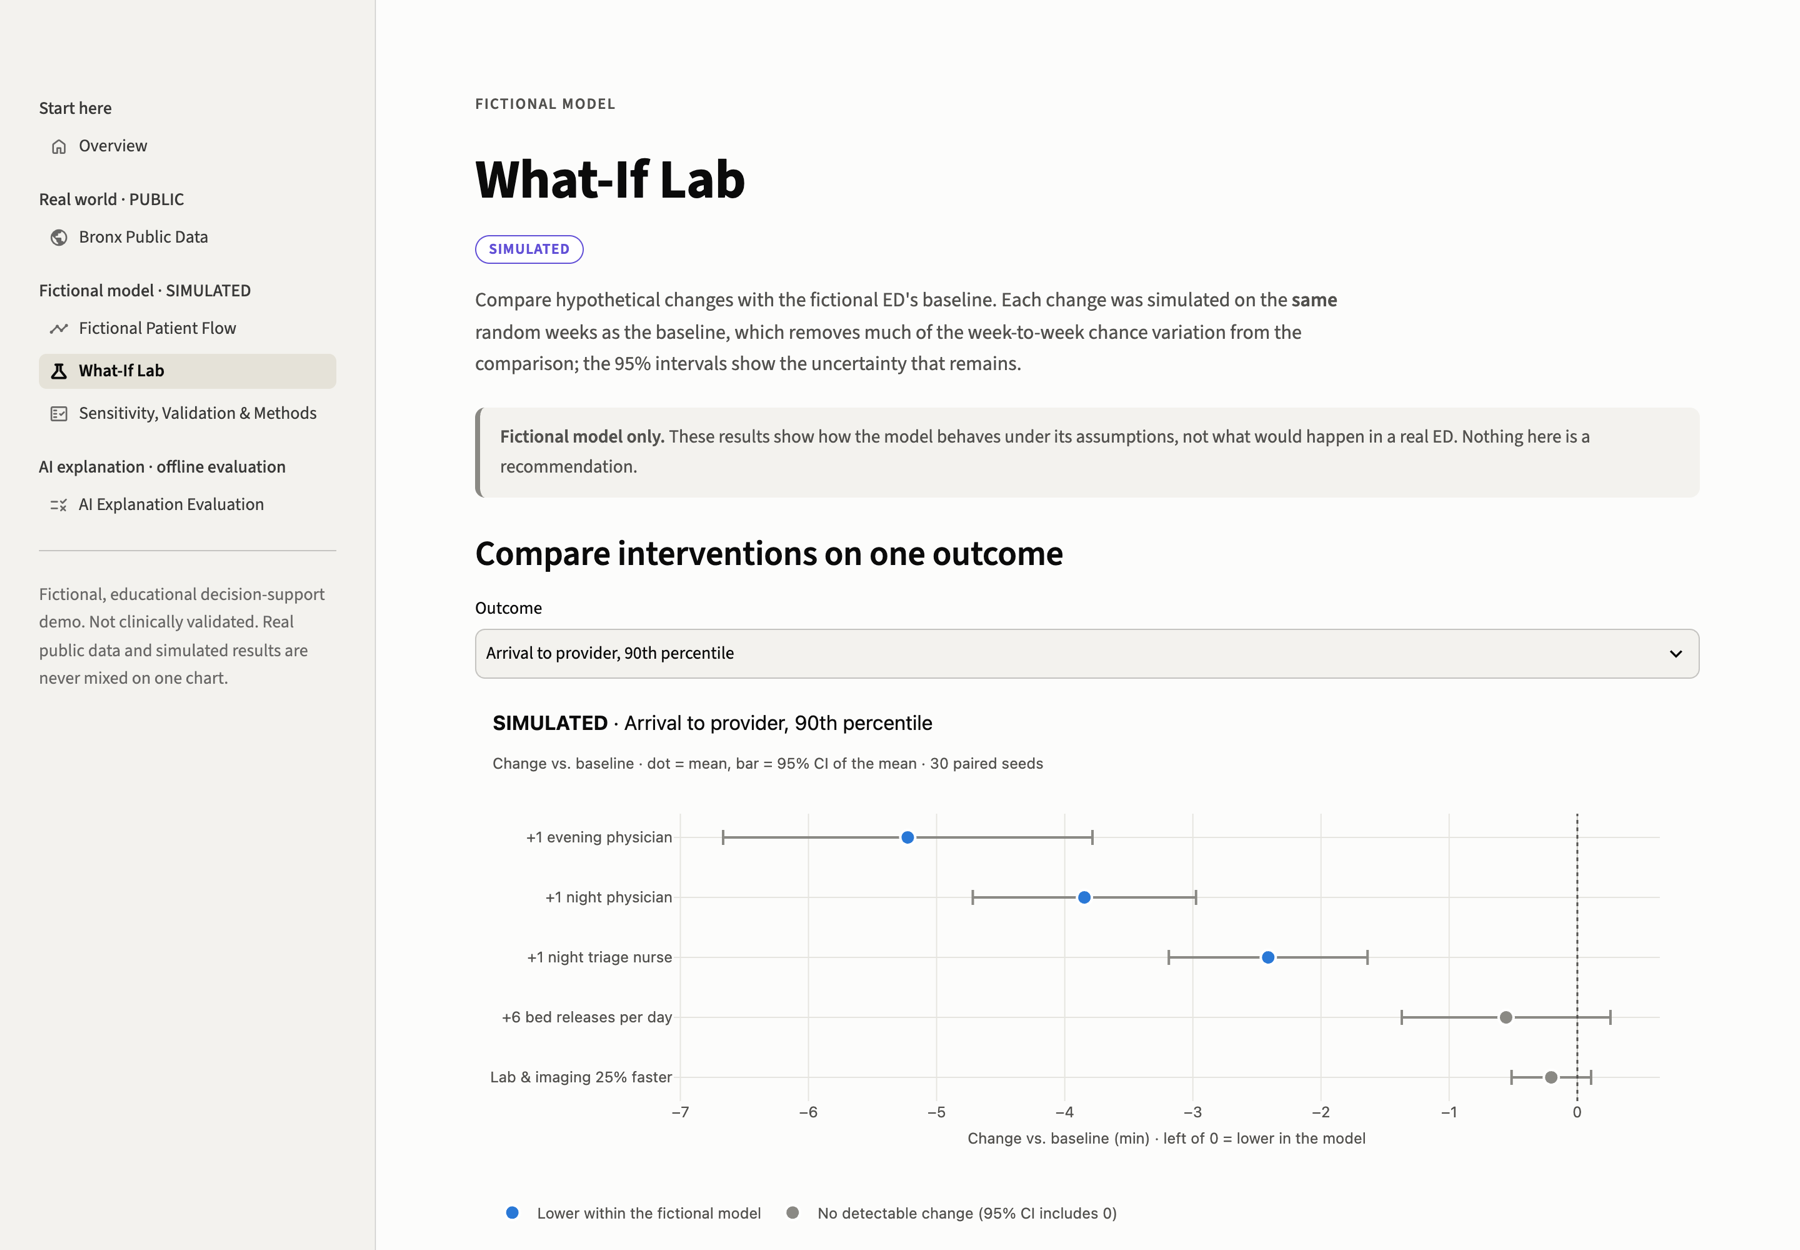 Start here
Overview
Real world · PUBLIC
Bronx Public Data
Fictional model · SIMULATED
Fictional Patient Flow
What-If Lab
Sensitivity, Validation & Methods
AI explanation · offline evaluation
AI Explanation Evaluation
Fictional, educational decision-support
demo. Not clinically validated. Real
public data and simulated results are
never mixed on one chart.
FICTIONAL MODEL
What-If Lab
SIMULATED
Compare hypothetical changes with the fictional ED's baseline. Each change was simulated on the same
random weeks as the baseline, which removes much of the week-to-week chance variation from the
comparison; the 95% intervals show the uncertainty that remains.
Fictional model only. These results show how the model behaves under its assumptions, not what would happen in a real ED. Nothing here is a
recommendation.
Compare interventions on one outcome
Outcome
Arrival to provider, 90th percentile
SIMULATED · Arrival to provider, 90th percentile
Change vs. baseline · dot = mean, bar = 95% CI of the mean · 30 paired seeds
+1 evening physician
+1 night physician
+1 night triage nurse
+6 bed releases per day
Lab & imaging 25% faster
−7 −6 −5 −4 −3 −2 −1 0
Change vs. baseline (min) · left of 0 = lower in the model
Lower within the fictional model No detectable change (95% CI includes 0)